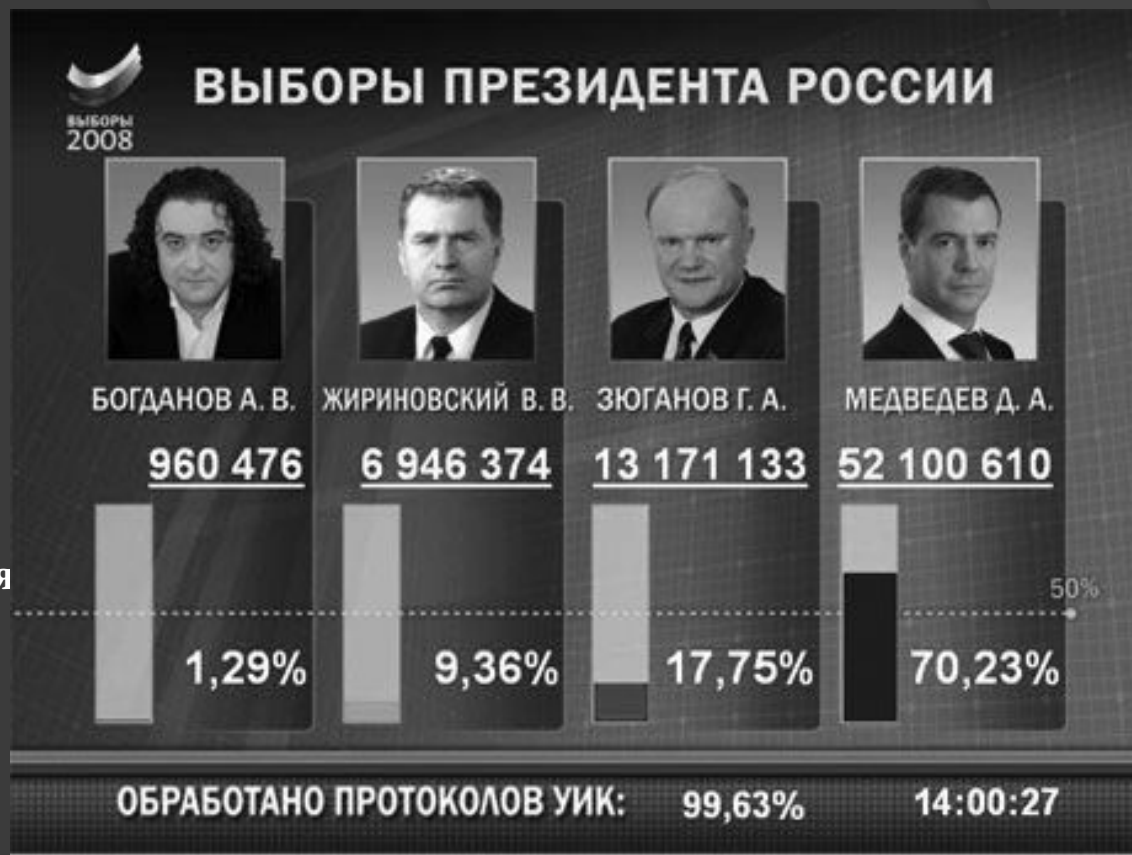 ВЫБОРЫ ПРЕЗИДЕНТА РОССИИ
ВЫБОРЫ
2008
БОГДАНОВ А. В. ЖИРИНОВСКИЙ В. В. ЗЮГАНОВ Г. А. МЕДВЕДЕВ Д. А.
960 476 6 946 374 13 171 133 52 100 610
я
50%
1,29% 9,36% 17,75% 70,23%
ОБРАБОТАНО ПРОТОКОЛОВ УИК: 99,63% 14:00:27